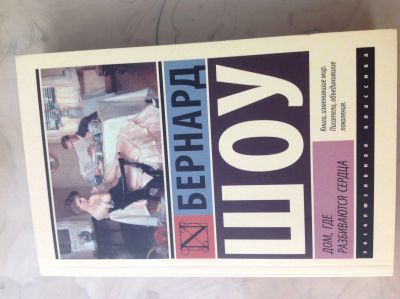 БЕРНАРД
ШОУ
ДОМ, ГДЕ
РАЗБИВАЮТСЯ СЕРДЦА
Книги, изменившие мир.
Писатели, объединившие
поколения.
ЭКСКЛЮЗИВНАЯ КЛАССИКА